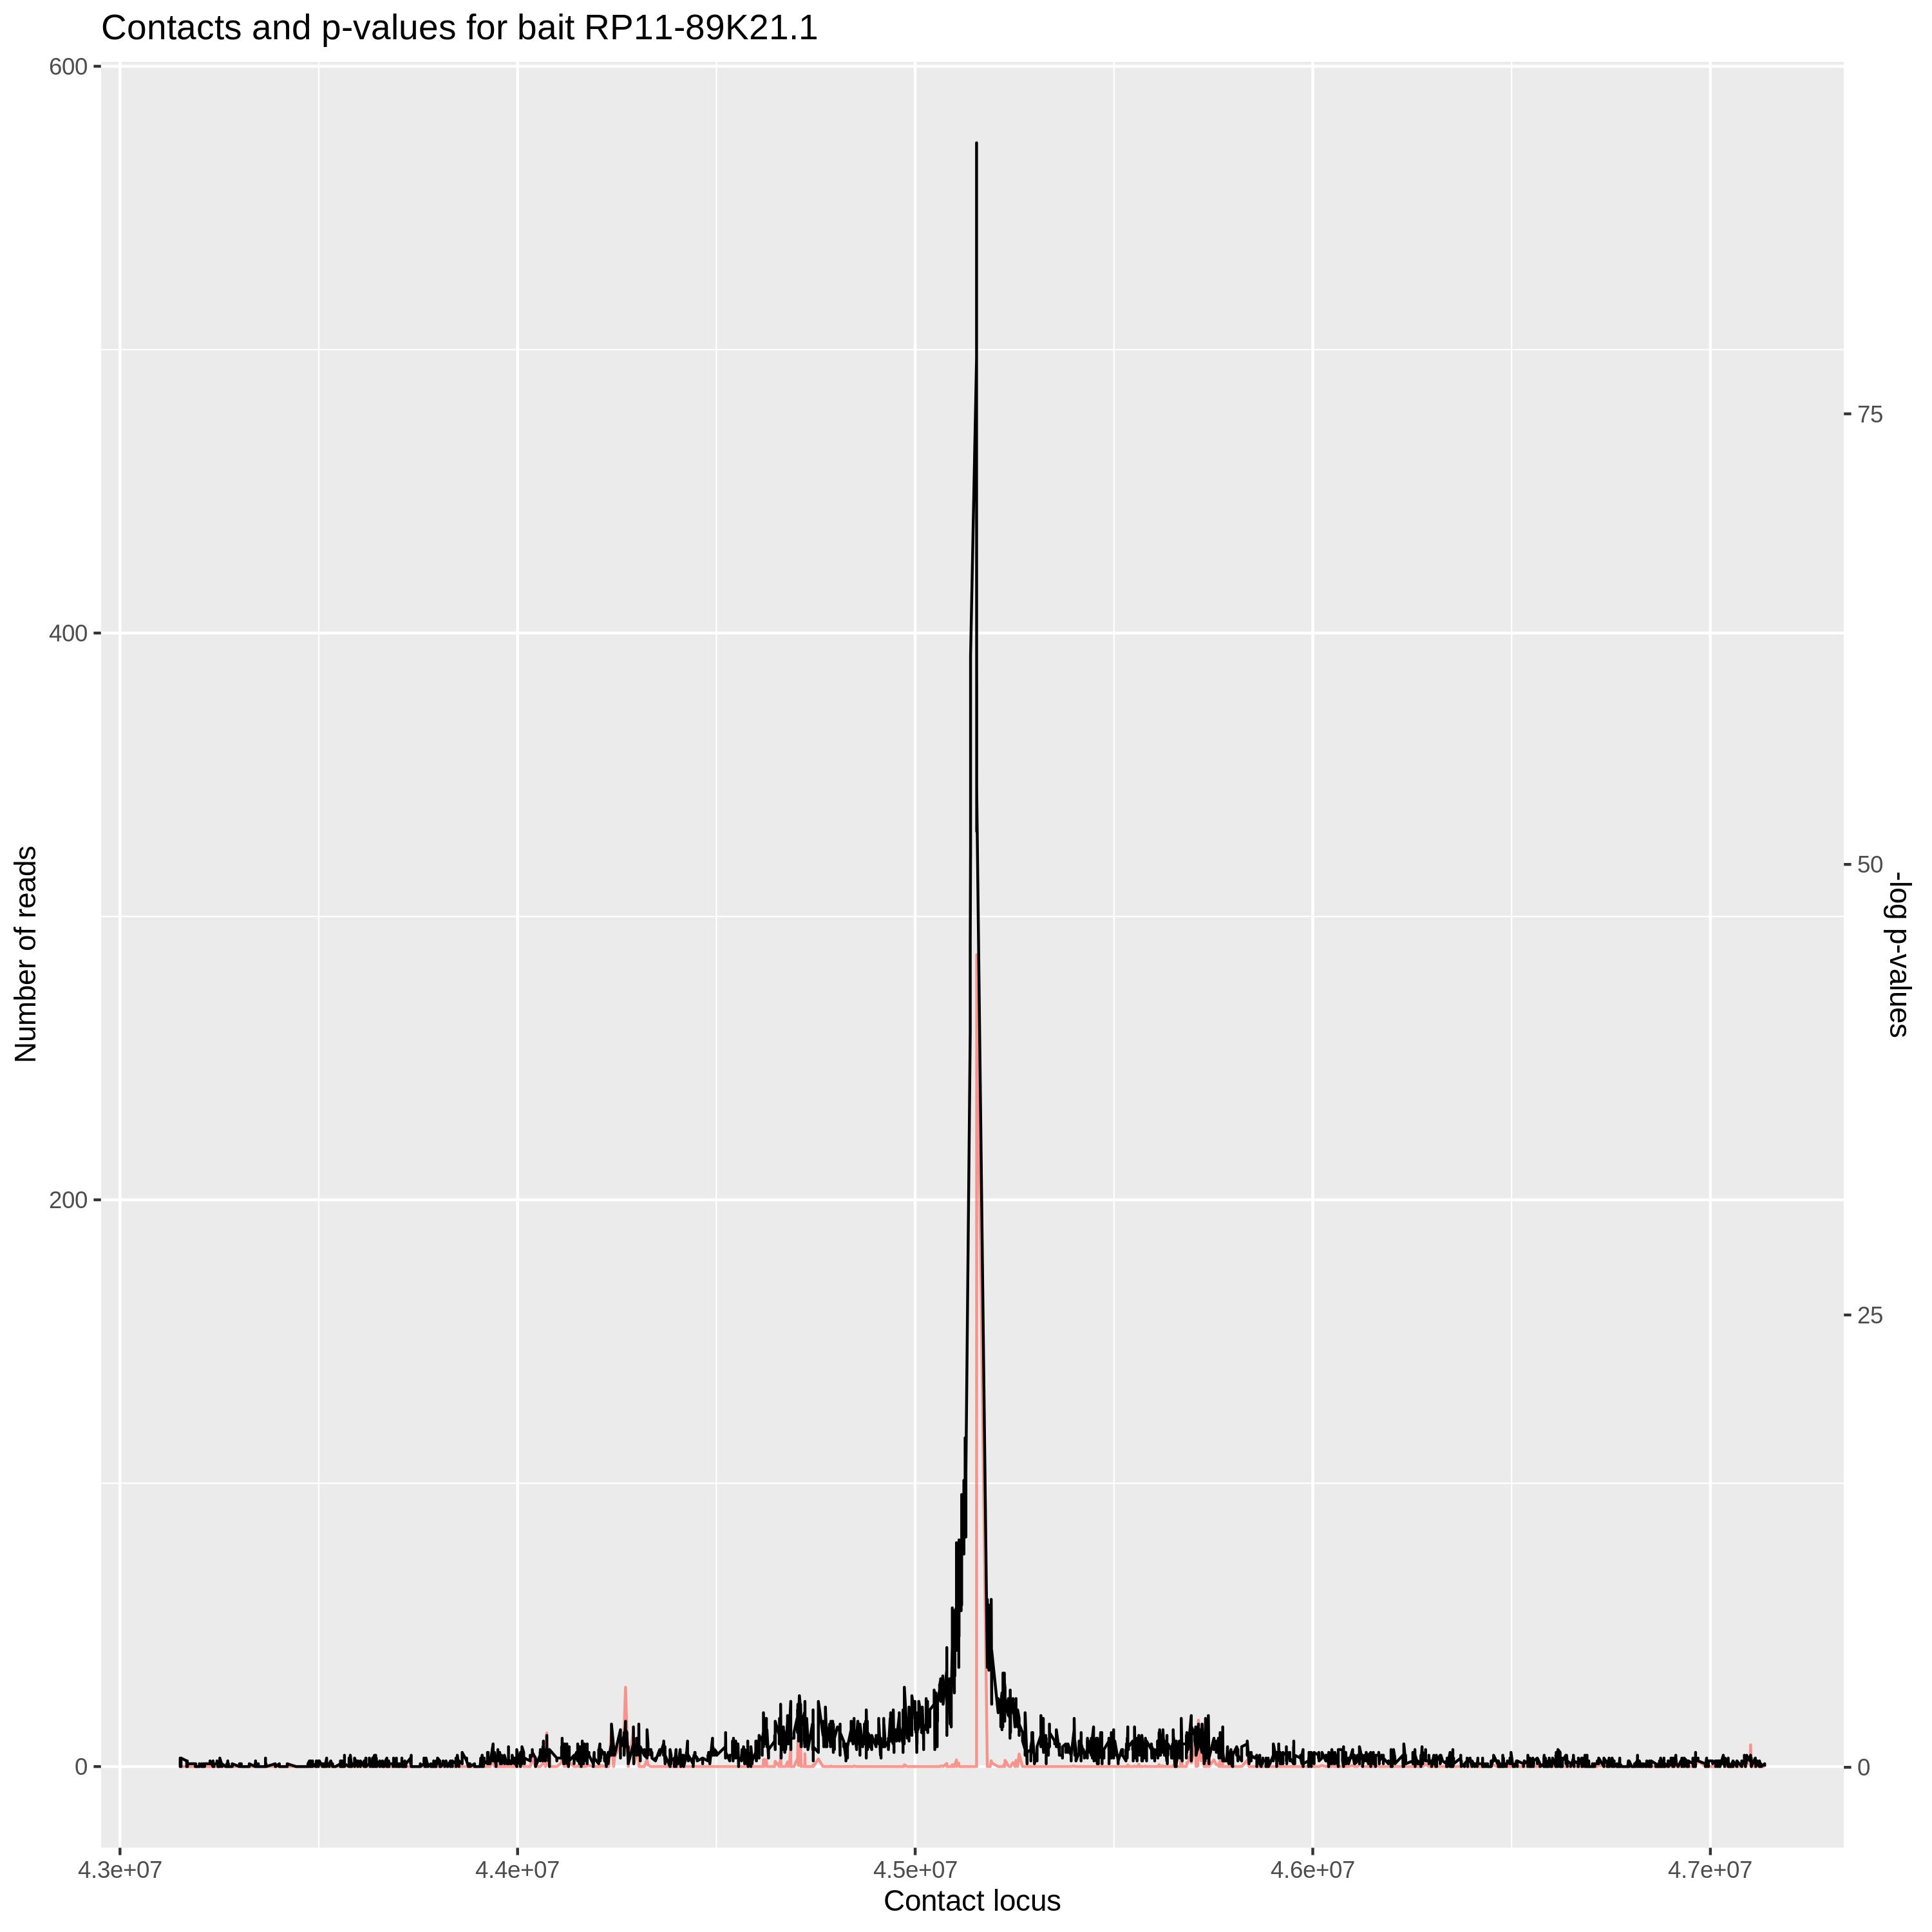 Contacts and p-values for bait RP11-89K21.1
600
400
200
0
Number of reads
75
50
25
0
-log p-values
4.3e+07
4.4e+07
4.5e+07
4.6e+07
4.7e+07
Contact locus